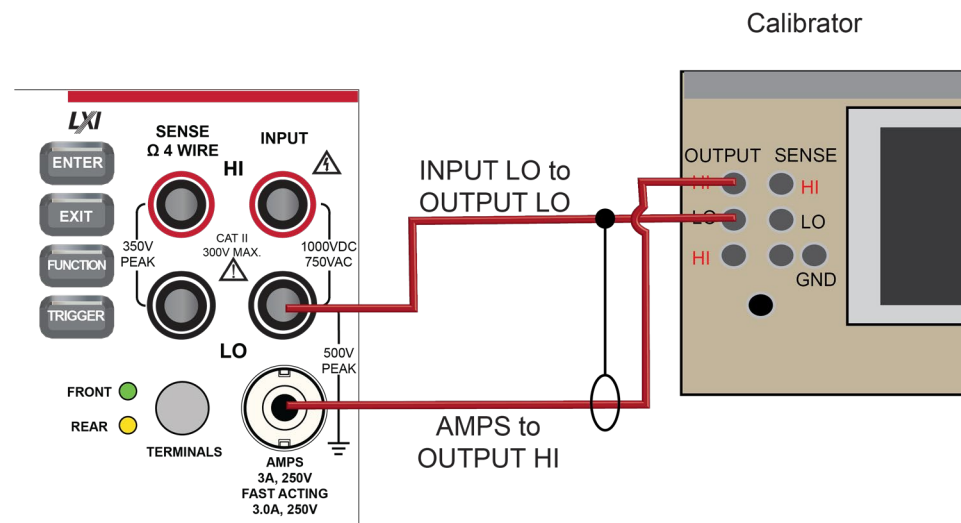 Calibrator
LXI
SENSE
Ω 4 WIRE
INPUT
HI
ENTER
EXIT
FUNCTION
TRIGGER
350V
PEAK
CAT II
300V MAX.
1000VDC
750VAC
LO
500V
PEAK
FRONT
REAR
TERMINALS
AMPS
3A, 250V
FAST ACTING
3.0A, 250V
INPUT LO to
OUTPUT LO
AMPS to
OUTPUT HI
OUTPUT SENSE
HI HI
LO LO
HI
GND